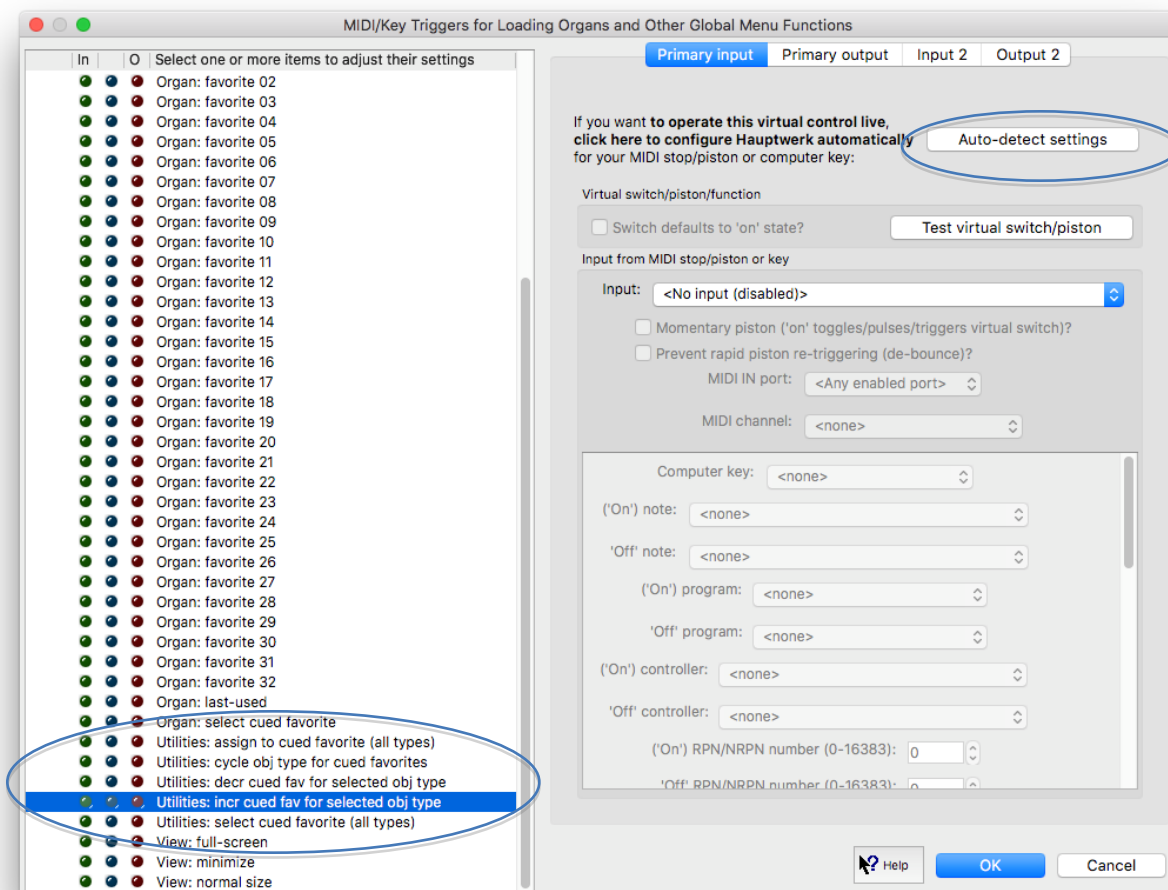 MIDI/Key Triggers for Loading Organs and Other Global Menu Functions
In O Select one or more items to adjust their settings
Organ: favorite 02
Organ: favorite 03
Organ: favorite 04
Organ: favorite 05
Organ: favorite 06
Organ: favorite 07
Organ: favorite 08
Organ: favorite 09
Organ: favorite 10
Organ: favorite 11
Organ: favorite 12
Organ: favorite 13
Organ: favorite 14
Organ: favorite 15
Organ: favorite 16
Organ: favorite 17
Organ: favorite 18
Organ: favorite 19
Organ: favorite 20
Organ: favorite 21
Organ: favorite 22
Organ: favorite 23
Organ: favorite 24
Organ: favorite 25
Organ: favorite 26
Organ: favorite 27
Organ: favorite 28
Organ: favorite 29
Organ: favorite 30
Organ: favorite 31
Organ: favorite 32
Organ: last-used
Organ: select cued favorite
Utilities: assign to cued favorite (all types)
Utilities: cycle obj type for cued favorites
Utilities: decr cued fav for selected obj type
Utilities: incr cued fav for selected obj type
Utilities: select cued favorite (all types)
View: full-screen
View: minimize
View: normal size
Primary input Primary output Input 2 Output 2
If you want to operate this virtual control live,
click here to configure Hauptwerk automatically
for your MIDI stop/piston or computer key:
Auto-detect settings
Virtual switch/piston/function
Switch defaults to 'on' state?
Test virtual switch/piston
Input from MIDI stop/piston or key
Input: <No input (disabled)>
Momentary piston ('on' toggles/pulses/triggers virtual switch)?
Prevent rapid piston re-triggering (de-bounce)?
MIDI IN port: <Any enabled port>
MIDI channel: <none>
Computer key: <none>
('On') note: <none>
'Off' note: <none>
('On') program: <none>
'Off' program: <none>
('On') controller: <none>
'Off' controller: <none>
('On') RPN/NRPN number (0-16383): 0
'Off' RPN/NRPN number (0-16383): 0
Help OK Cancel